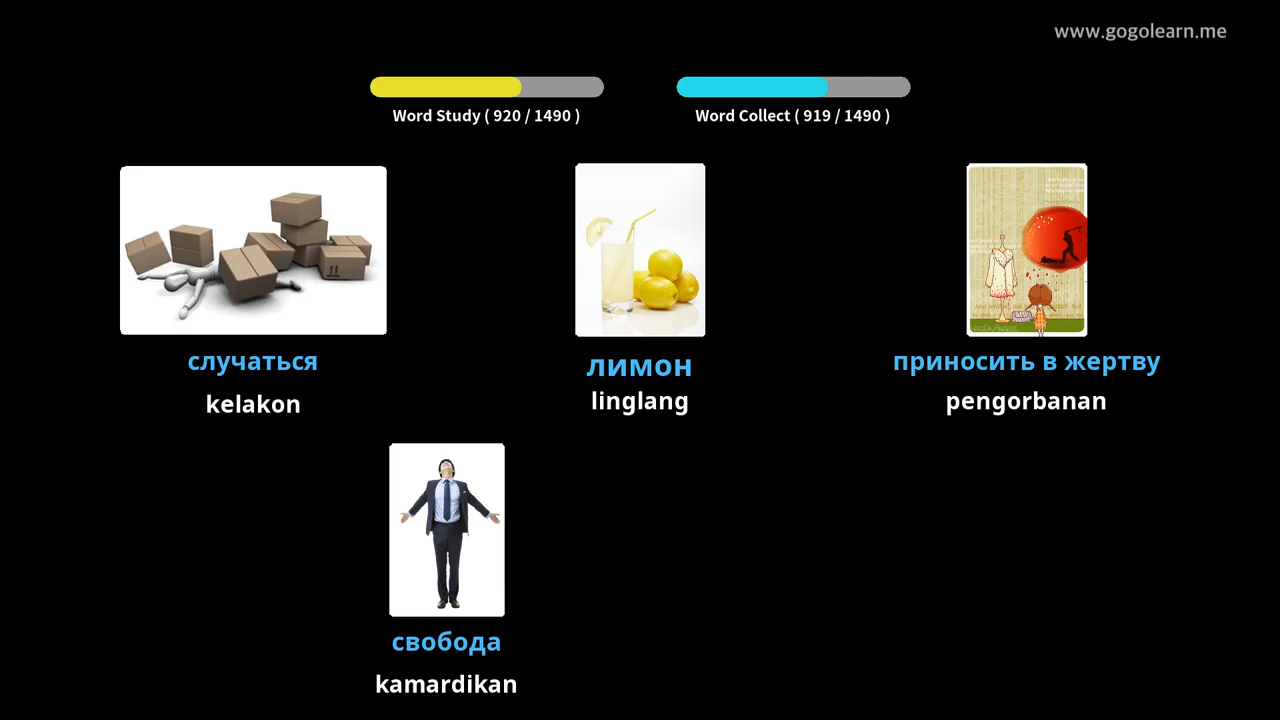 www.gogolearn.me
Word Study ( 920 / 1490 )
Word Collect ( 919 / 1490 )
случаться
kelakon
лимон
linglang
приносить в жертву
pengorbanan
свобода
kamardikan